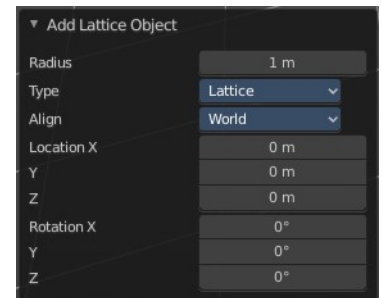 Add Lattice Object
Radius 1 m
Type Lattice
Align World
Location X 0 m
Y 0 m
Z 0 m
Rotation X 0°
Y 0°
Z 0°